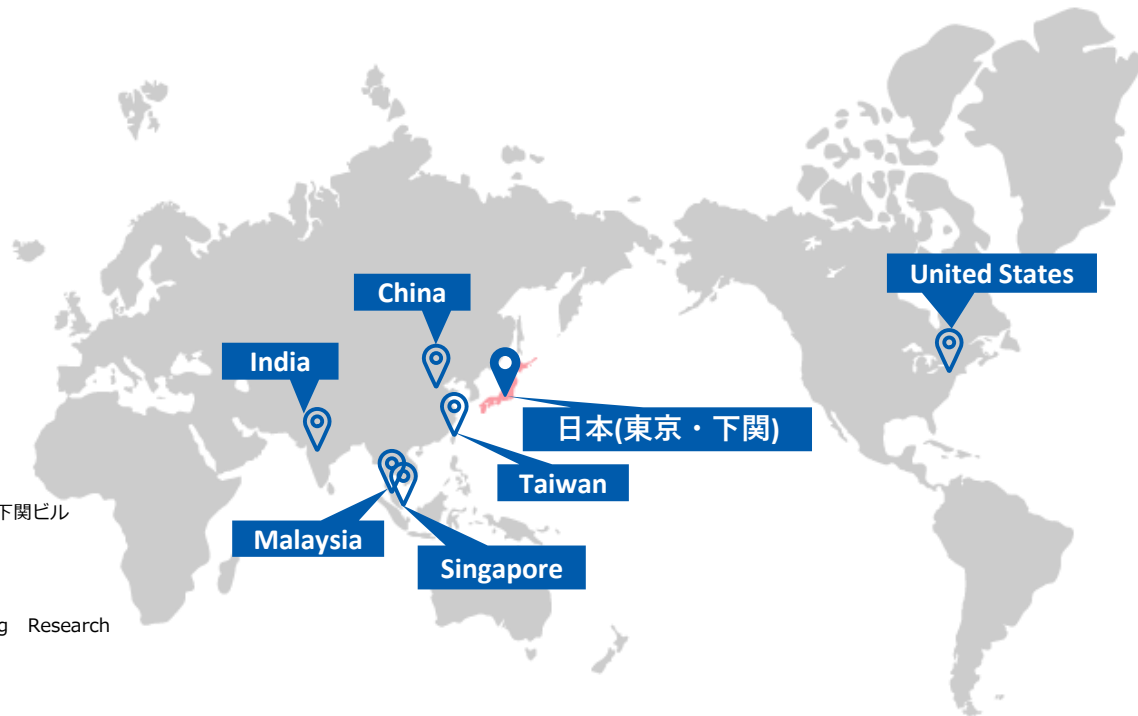 United States
China
India
日本(東京・下関)
Taiwan
下関ビル
Malaysia
Singapore
g Research